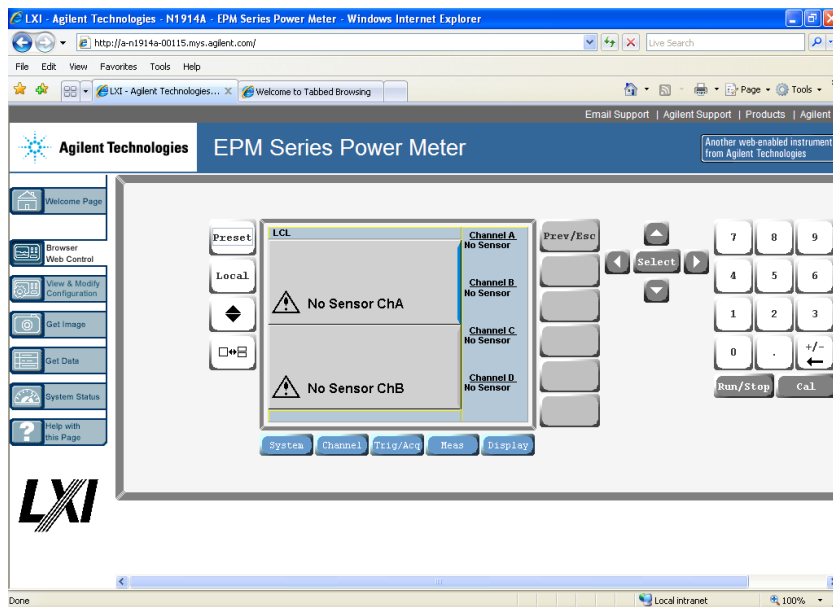 LXI - Agilent Technologies - N1914A - EPM Series Power Meter - Windows Internet Explorer
http://a-n1914a-00115.mys.agilent.com/
Live Search
File Edit View Favorites Tools Help
LXI - Agilent Technologies... X Welcome to Tabbed Browsing
Page Tools
Email Support | Agilent Support | Products | Agilent
Agilent Technologies
EPM Series Power Meter
Another web-enabled instrument
from Agilent Technologies
Welcome Page
Browser
Web Control
View & Modify
Configuration
Get Image
Get Data
System Status
Help with
this Page
LXI
Preset
Local
LCL
No Sensor ChA
No Sensor ChB
Channel A
No Sensor
Channel B
No Sensor
Channel C
No Sensor
Channel D
No Sensor
Prev/Esc
Select
7 8 9
4 5 6
1 2 3
0 . +/-
Run/Stop Cal
System Channel Trig/Acq Meas Display
Done
Local intranet
100%